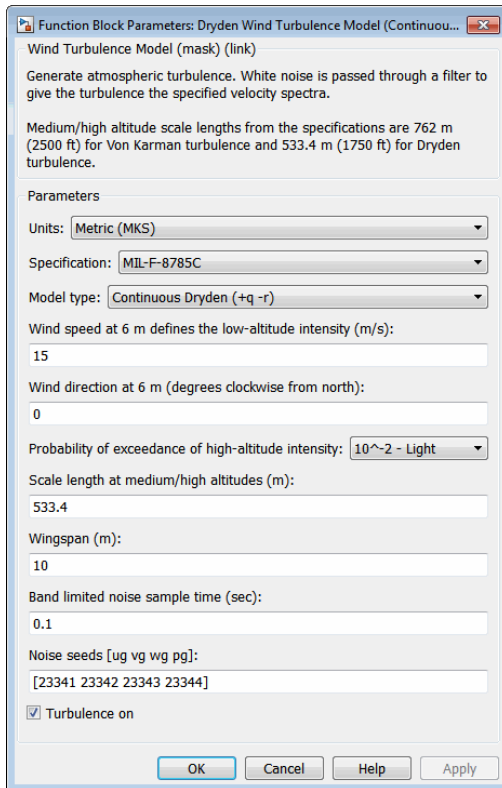 Function Block Parameters: Dryden Wind Turbulence Model (Continuou...
Wind Turbulence Model (mask) (link)
Generate atmospheric turbulence. White noise is passed through a filter to
give the turbulence the specified velocity spectra.
Medium/high altitude scale lengths from the specifications are 762 m
(2500 ft) for Von Karman turbulence and 533.4 m (1750 ft) for Dryden
turbulence.
Parameters
Units: Metric (MKS)
Specification: MIL-F-8785C
Model type: Continuous Dryden (+q -r)
Wind speed at 6 m defines the low-altitude intensity (m/s):
15
Wind direction at 6 m (degrees clockwise from north):
0
Probability of exceedance of high-altitude intensity: 10^-2 - Light
Scale length at medium/high altitudes (m):
533.4
Wingspan (m):
10
Band limited noise sample time (sec):
0.1
Noise seeds [ug vg wg pg]:
[23341 23342 23343 23344]
Turbulence on
OK Cancel Help Apply